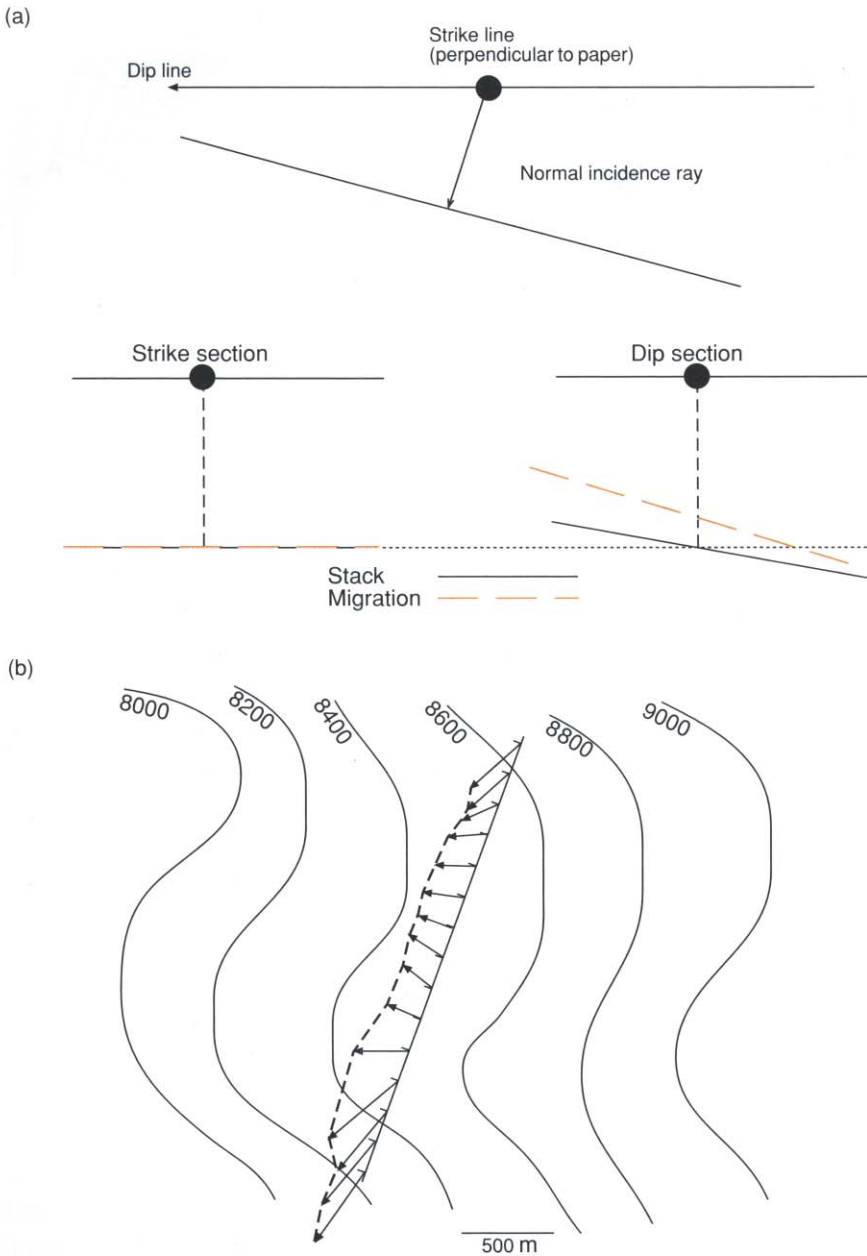 (a)
Strike line
(perpendicular to paper)
Dip line
Normal incidence ray
Strike section
Dip section
Stack
Migration
(b)
8000
8200
8400
8600
8800
9000
500 m